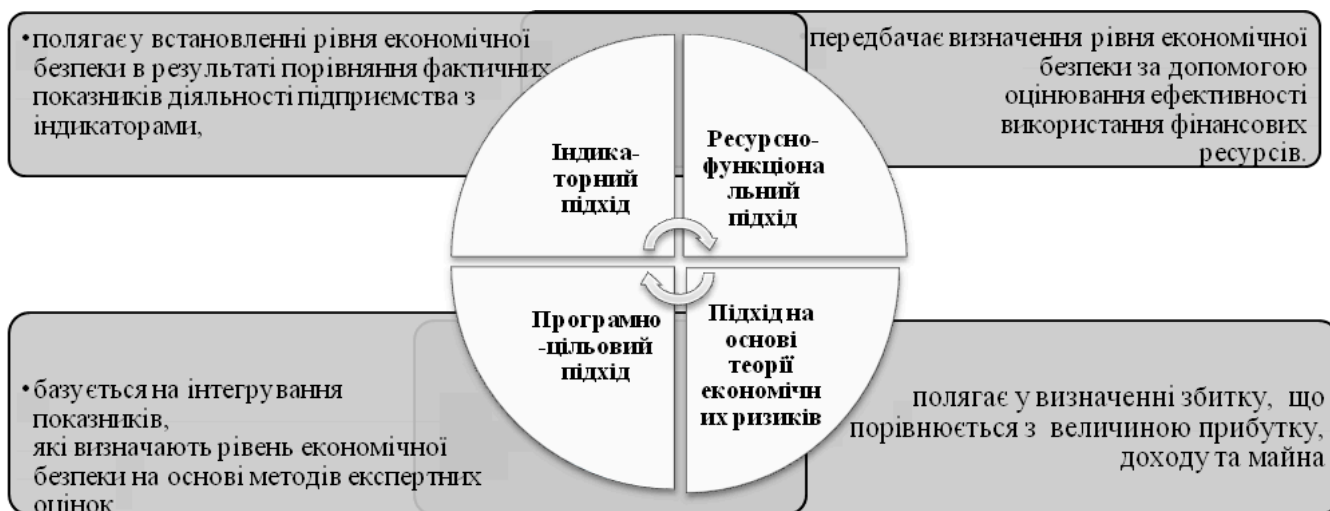 •полягає у встановленні рівня економічної
безпеки в результаті порівняння фактичних
показників діяльності підприємства з
індикаторами,
передбачає визначення рівня економічної
безпеки за допомогою
оцінювання ефективності
використання фінансових
ресурсів.
Індика-
торний
підхід
Ресурсно-
функціона
льний
підхід
Програмно
-цільовий
підхід
Підхід на
основі
теорії
економічн
их ризиків
•базується на інтегрування
показників,
які визначають рівень економічної
безпеки на основі методів експертних
оцінок
полягає у визначенні збитку, що
порівнюється з величиною прибутку,
доходу та майна